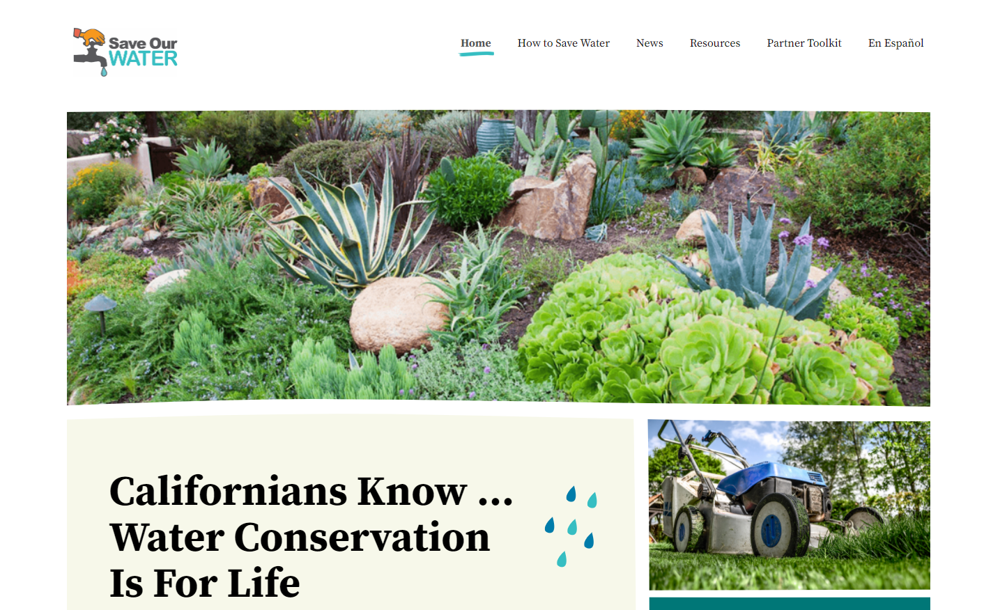 Save Our
WATER
Home How to Save Water News Resources Partner Toolkit En Español
Californians Know ...
Water Conservation
Is For Life